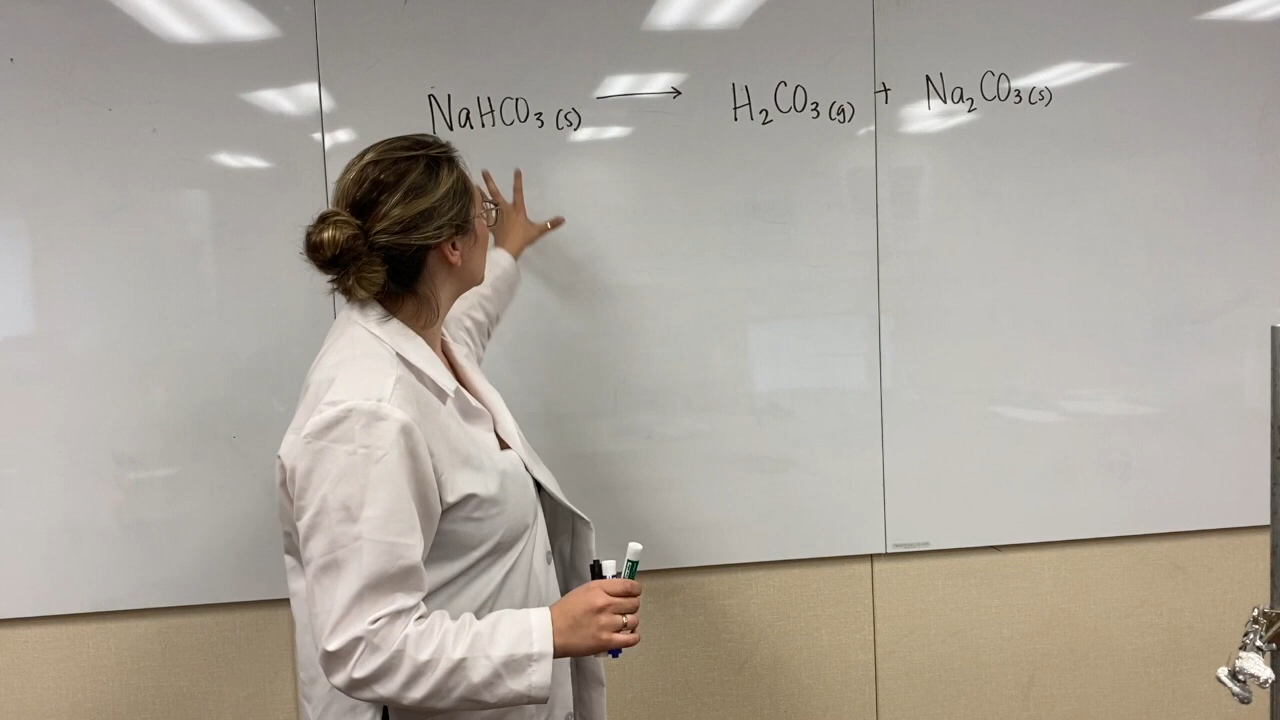 NaHCO₃ (s) → H₂CO₃ (g) + Na₂CO₃ (s)